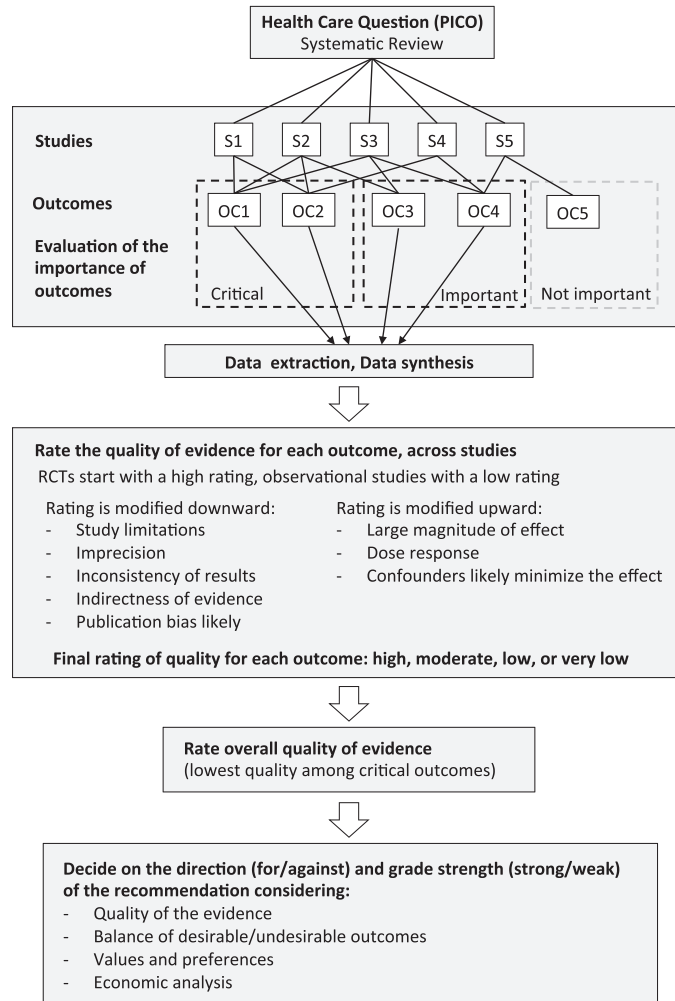 Health Care Question (PICO)
Systematic Review
Studies
S1 S2 S3 S4 S5
Outcomes
OC1 OC2 OC3 OC4 OC5
Evaluation of the
importance of
outcomes
Critical Important Not important
Data extraction, Data synthesis
Rate the quality of evidence for each outcome, across studies
RCTs start with a high rating, observational studies with a low rating
Rating is modified downward:
- Study limitations
- Imprecision
- Inconsistency of results
- Indirectness of evidence
- Publication bias likely
Rating is modified upward:
- Large magnitude of effect
- Dose response
- Confounders likely minimize the effect
Final rating of quality for each outcome: high, moderate, low, or very low
Rate overall quality of evidence
(lowest quality among critical outcomes)
Decide on the direction (for/against) and grade strength (strong/weak)
of the recommendation considering:
- Quality of the evidence
- Balance of desirable/undesirable outcomes
- Values and preferences
- Economic analysis